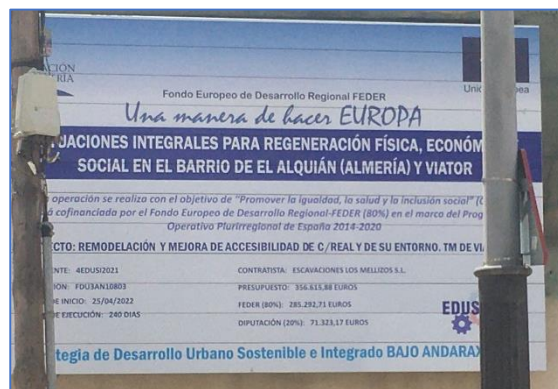 ACIÓN
ERÍA
Fondo Europeo de Desarrollo Regional FEDER
Una manera de hacer EUROPA
UACIONES INTEGRALES PARA REGENERACIÓN FÍSICA, ECONÓM
SOCIAL EN EL BARRIO DE EL ALQUIÁN (ALMERÍA) Y VIATOR
operación se realiza con el objetivo de "Promover la igualdad, la salud y la inclusión social"
cofinanciada por el Fondo Europeo de Desarrollo Regional-FEDER (80%) en el marco del Prog
Operativo Plurirregional de España 2014-2020
ECTO: REMODELACIÓN Y MEJORA DE ACCESIBILIDAD DE C/REAL Y DE SU ENTORNO. TM DE VIA
ENTE: 4EDUSI2021
CONTRATISTA: ESCAVACIONES LOS MELLIZOS S.L.
IÓN: FDU3AN10803
PRESUPUESTO: 356.615,88 EUROS
DE INICIO: 25/04/2022
FEDER (80%): 285.292,71 EUROS
DE EJECUCIÓN: 240 DIAS
DIPUTACIÓN (20%): 71.323,17 EUROS
EDUS
tegia de Desarrollo Urbano Sostenible e Integrado BAJO ANDARAX